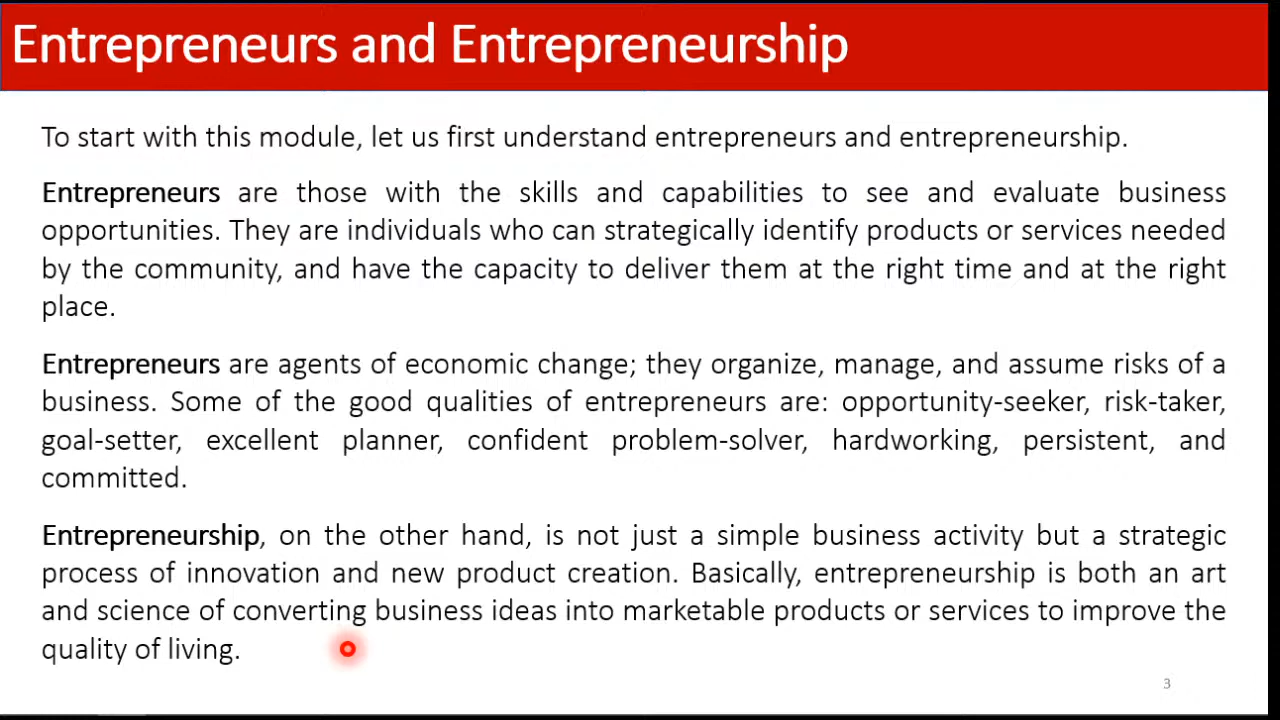 Entrepreneurs and Entrepreneurship
To start with this module, let us first understand entrepreneurs and entrepreneurship.
Entrepreneurs are those with the skills and capabilities to see and evaluate business
opportunities. They are individuals who can strategically identify products or services needed
by the community, and have the capacity to deliver them at the right time and at the right
place.
Entrepreneurs are agents of economic change; they organize, manage, and assume risks of a
business. Some of the good qualities of entrepreneurs are: opportunity-seeker, risk-taker,
goal-setter, excellent planner, confident problem-solver, hardworking, persistent, and
committed.
Entrepreneurship, on the other hand, is not just a simple business activity but a strategic
process of innovation and new product creation. Basically, entrepreneurship is both an art
and science of converting business ideas into marketable products or services to improve the
quality of living.
3